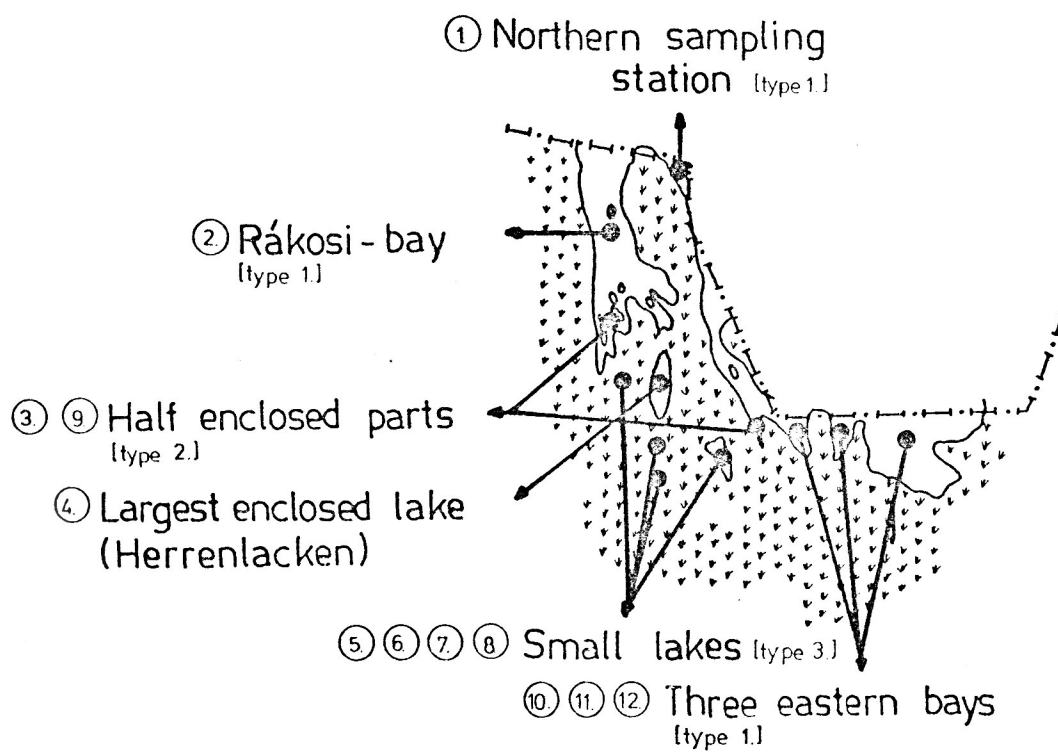 ① Northern sampling
station [type 1.]
②. Rákosi-bay
[type 1.]
③. ⑨. Half enclosed parts
[type 2.]
④. Largest enclosed lake
(Herrenlacken)
⑤. ⑥. ⑦. ⑧. Small lakes [type 3.]
⑩. ⑪. ⑫. Three eastern bays
[type 1.]